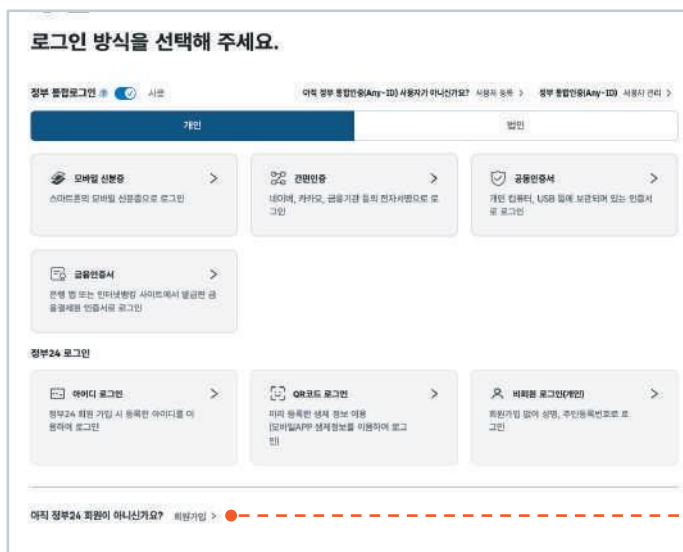 로그인 방식을 선택해 주세요.
정부 통합로그인 사용
아직 정부 통합인증(Any-ID) 사용자가 아니신가요? 사용자 등록 > 정부 통합인증(Any-ID) 사용자 관리 >
개인
법인
모바일 신분증 >
스마트폰의 모바일 신분증으로 로그인
간편인증 >
네이버, 카카오, 금융기관 등의 전자서명으로 로
그인
공동인증서 >
개인 컴퓨터, USB 등에 보관되어 있는 인증서
로 로그인
금융인증서 >
은행 앱 또는 인터넷뱅킹 사이트에서 발급한 금
융결제원 인증서로 로그인
정부24 로그인
아이디 로그인 >
정부24 회원 가입 시 등록한 아이디를 이
용하여 로그인
QR코드 로그인 >
미리 등록한 생체 정보 이용
(모바일APP 생체정보를 이용하여 로그
인)
비회원 로그인(개인) >
회원가입 없이 성명, 주민등록번호로 로
그인
아직 정부24 회원이 아니신가요? 회원가입 >